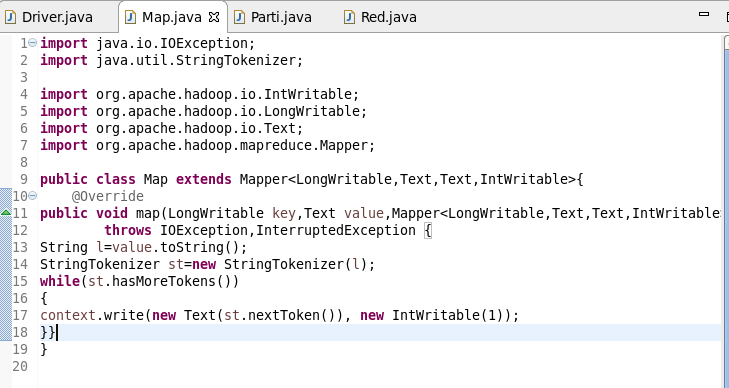 Driver.java Map.java Parti.java Red.java
1 import java.io.IOException;
2 import java.util.StringTokenizer;
3
4 import org.apache.hadoop.io.IntWritable;
5 import org.apache.hadoop.io.LongWritable;
6 import org.apache.hadoop.io.Text;
7 import org.apache.hadoop.mapreduce.Mapper;
8
9 public class Map extends Mapper<LongWritable,Text,Text,IntWritable>{
10 @Override
11 public void map(LongWritable key,Text value,Mapper<LongWritable,Text,Text,IntWritable
12 throws IOException,InterruptedException {
13 String l=value.toString();
14 StringTokenizer st=new StringTokenizer(l);
15 while(st.hasMoreTokens())
16 {
17 context.write(new Text(st.nextToken()), new IntWritable(1));
18 }}
19 }
20